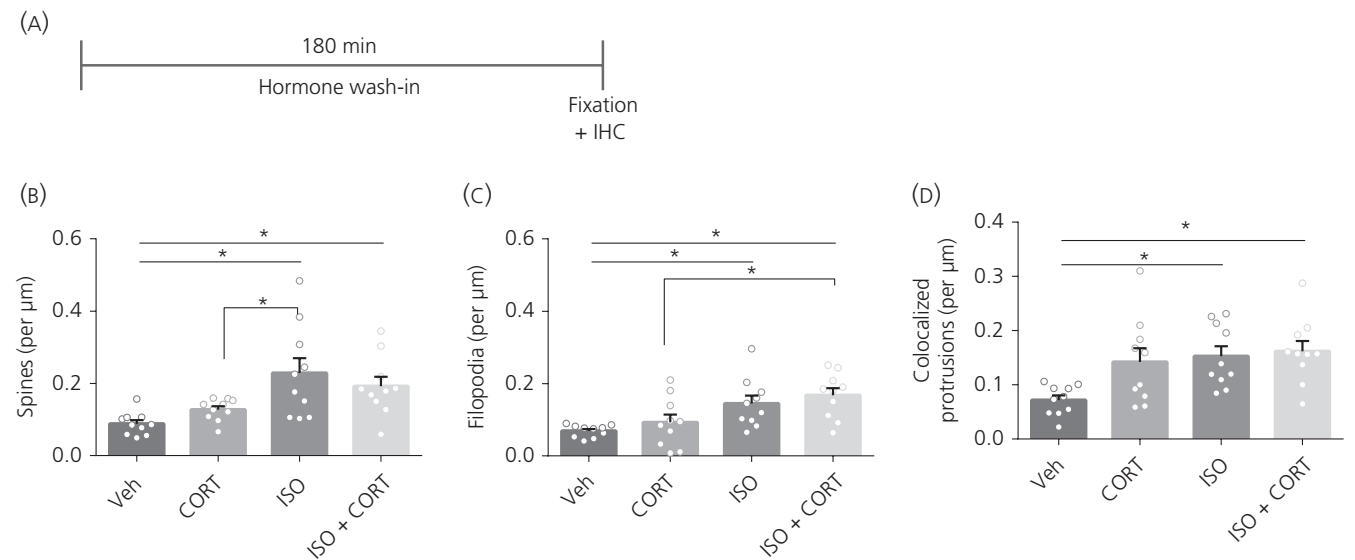 (A)
180 min
Hormone wash-in
Fixation
+ IHC
(B)
Spines (per µm)
0.6
0.4
0.2
0.0
*
*
*
Veh
CORT
ISO
ISO + CORT
(C)
Filopodia (per µm)
0.6
0.4
0.2
0.0
*
*
*
Veh
CORT
ISO
ISO + CORT
(D)
Colocalized
protrusions (per µm)
0.4
0.3
0.2
0.1
0.0
*
*
Veh
CORT
ISO
ISO + CORT